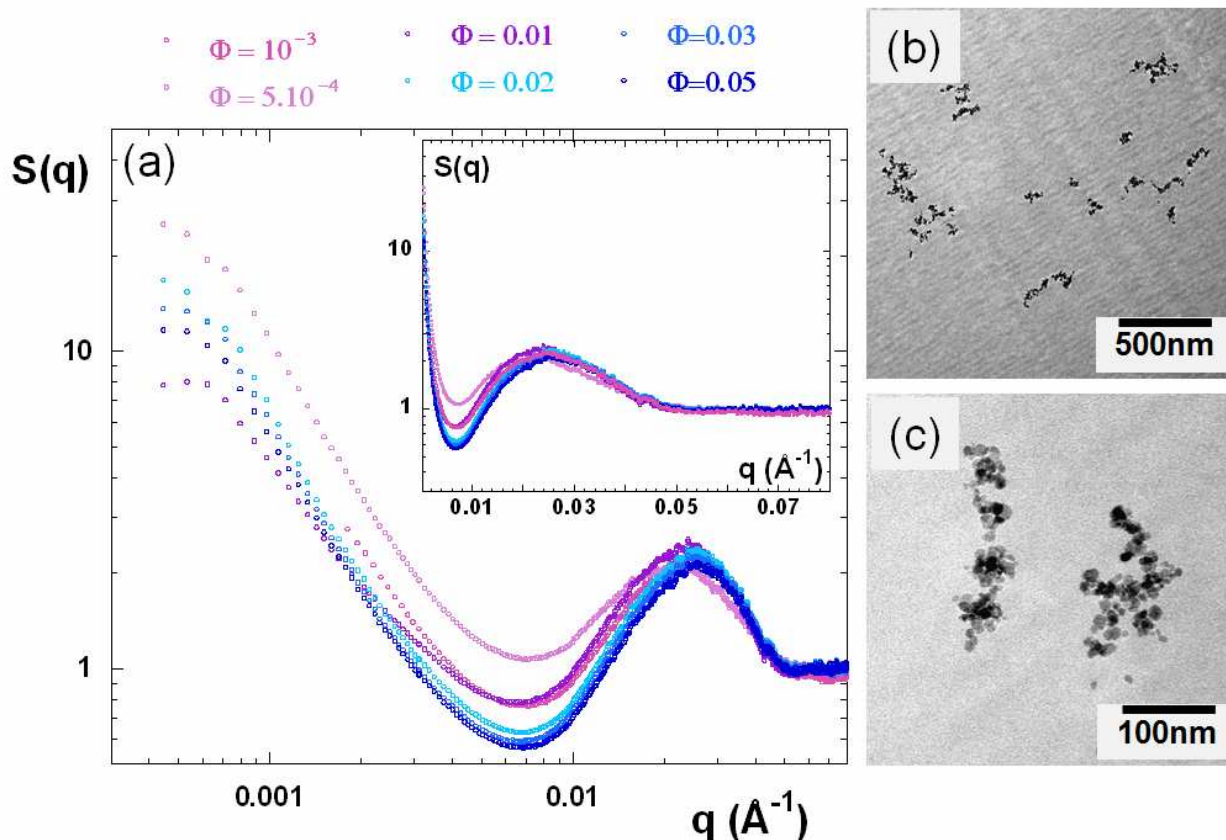 Φ = 10⁻³
Φ = 0.01
Φ=0.03
Φ = 5.10⁻⁴
Φ = 0.02
Φ=0.05
(a)
S(q)
10
1
0.001
0.01
q (Å⁻¹)
S(q)
10
1
q (Å⁻¹)
0.01
0.03
0.05
0.07
(b)
500nm
(c)
100nm